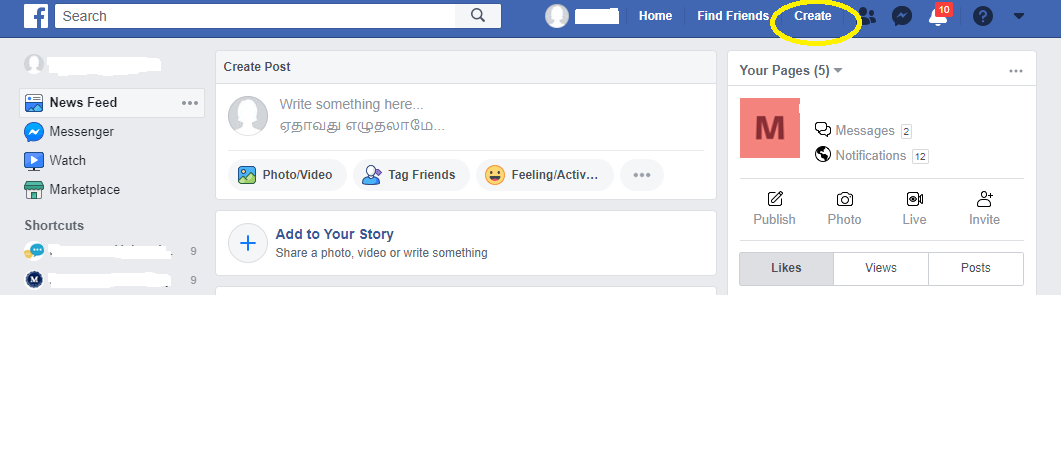 f
Search
Home
Find Friends
Create
10
?
News Feed
Messenger
Watch
Marketplace
Shortcuts
9
M
9
Create Post
Write something here...
ஏதாவது எழுதலாமே...
Photo/Video
Tag Friends
Feeling/Activ...
Add to Your Story
Share a photo, video or write something
Your Pages (5)
M
Messages 2
Notifications 12
Publish
Photo
Live
Invite
Likes
Views
Posts